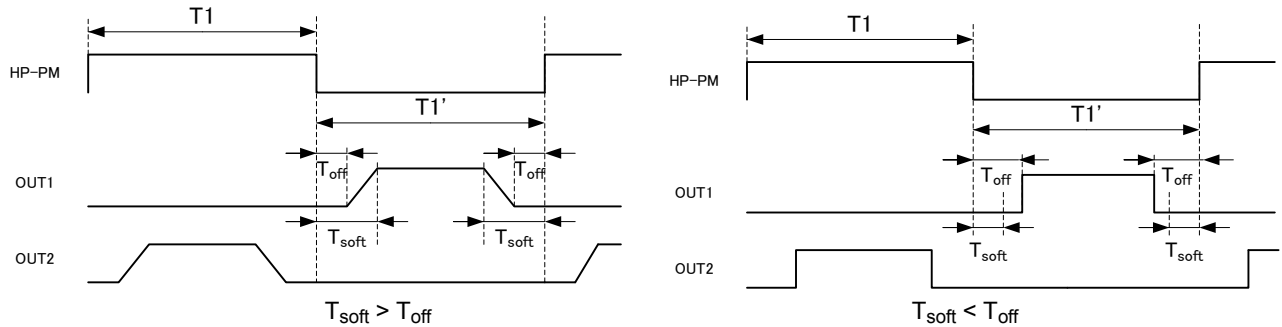 T1
HP-PM
T1'
Toff
Toff
OUT1
Tsoft
Tsoft
OUT2
Tsoft > Toff
T1
HP-PM
T1'
Toff
Toff
OUT1
Tsoft
Tsoft
OUT2
Tsoft < Toff